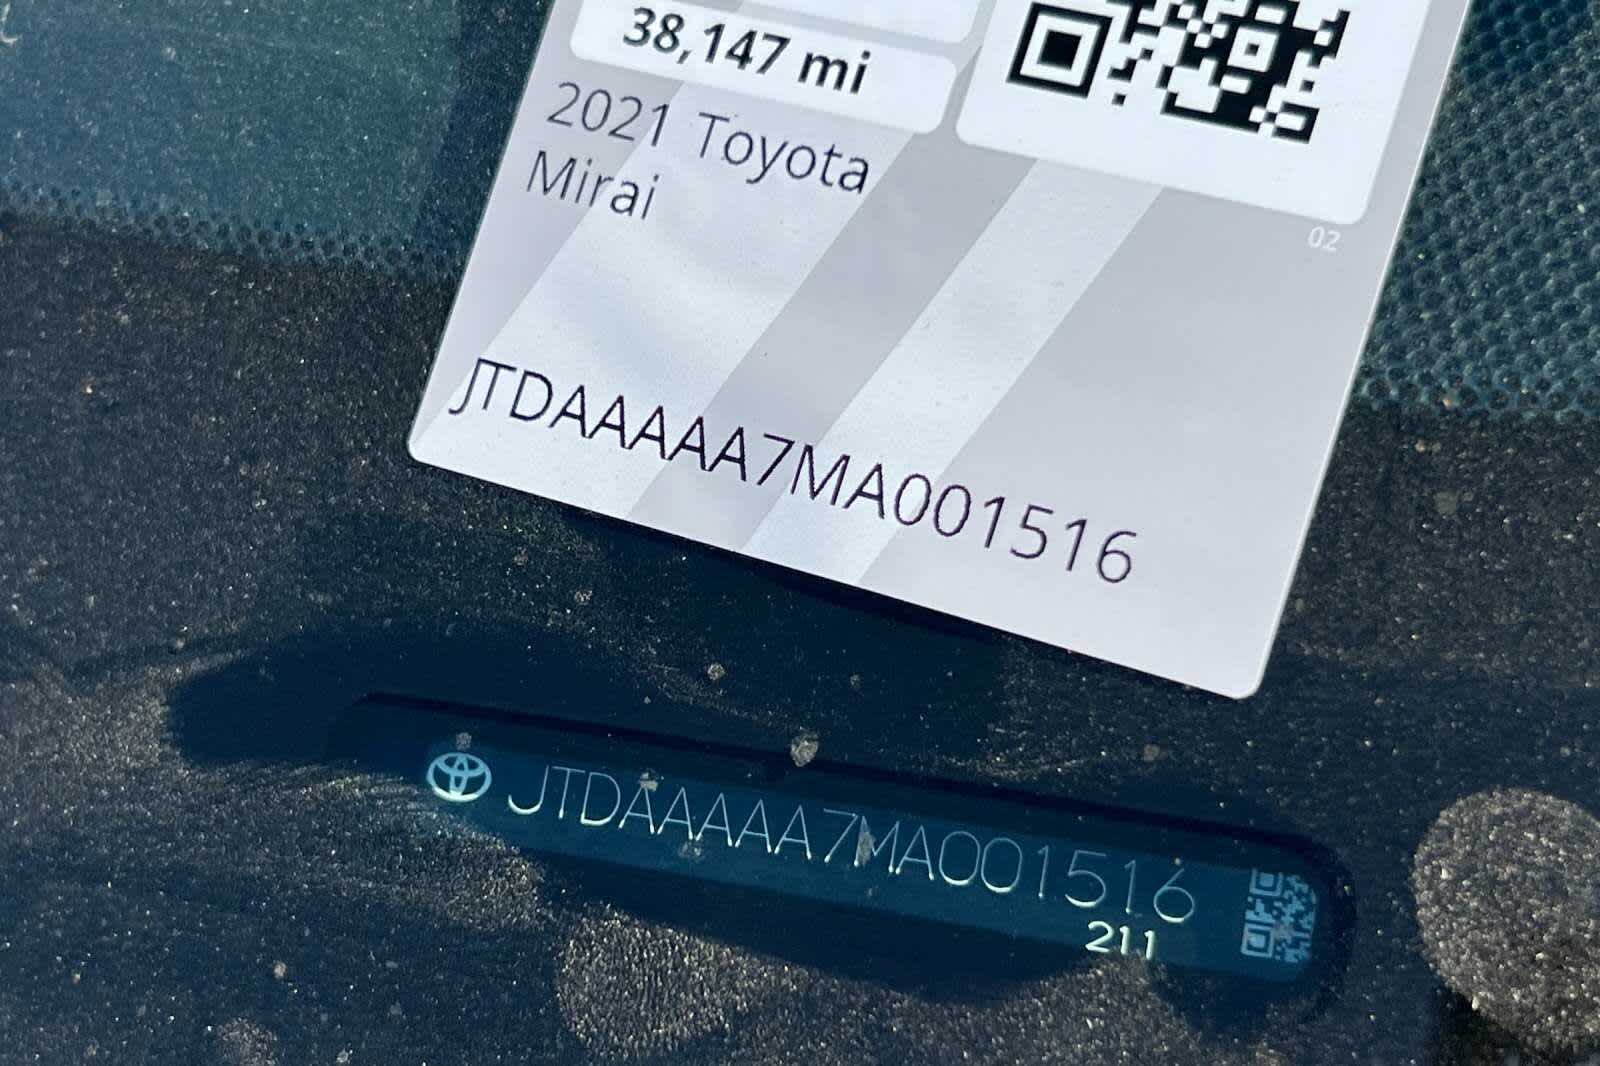 38,147 mi
2021 Toyota
Mirai
02
JTDAAAAA7MA001516
JTDAAAAA7MA001516
211